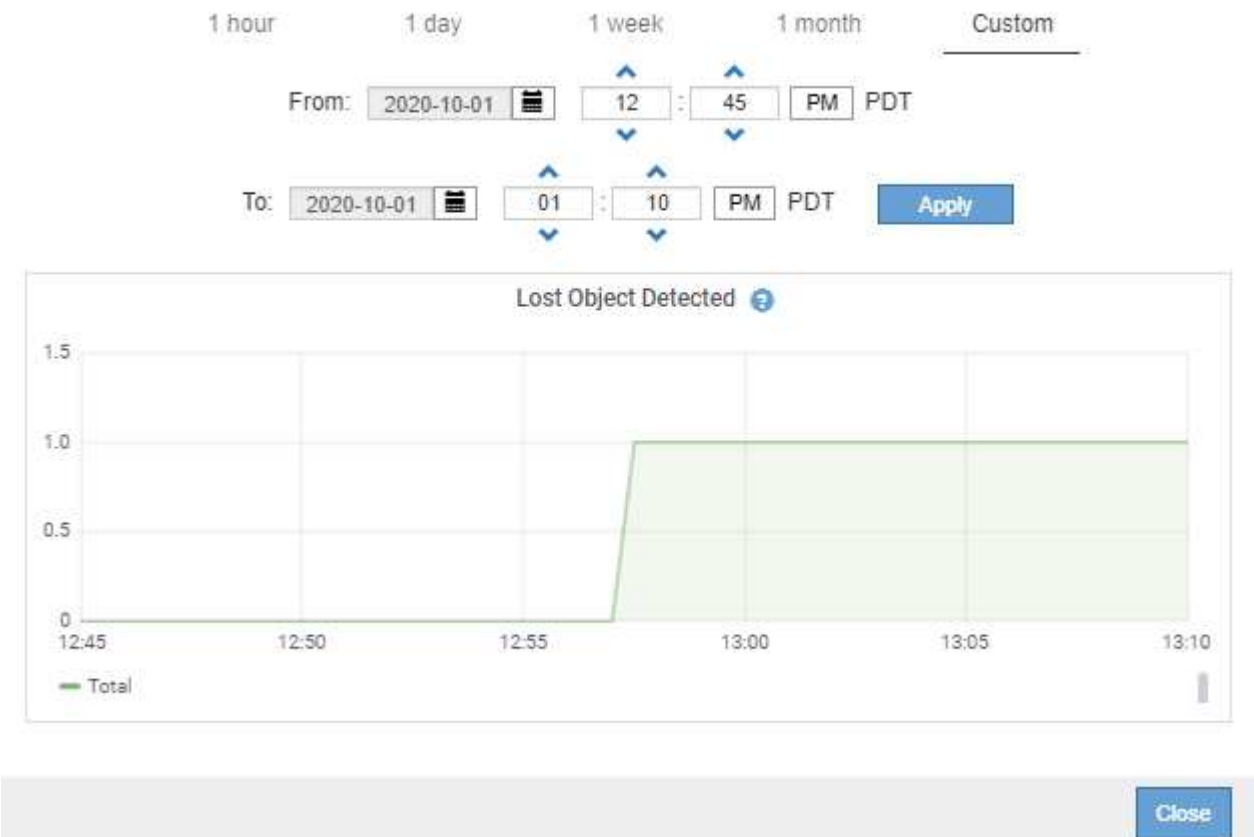 1 hour 1 day 1 week 1 month Custom
From: 2020-10-01 12 : 45 PM PDT
To: 2020-10-01 01 : 10 PM PDT Apply
Lost Object Detected ?
1.5
1.0
0.5
0
12:45 12:50 12:55 13:00 13:05 13:10
Total
Close